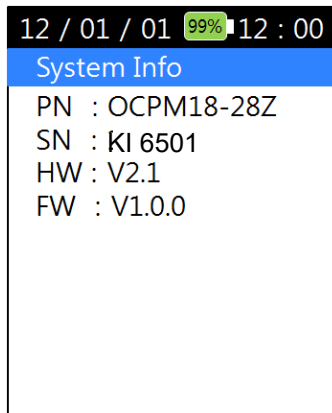 12 / 01 / 01 99% 12 : 00
System Info
PN : OCPM18-28Z
SN : KI 6501
HW : V2.1
FW : V1.0.0